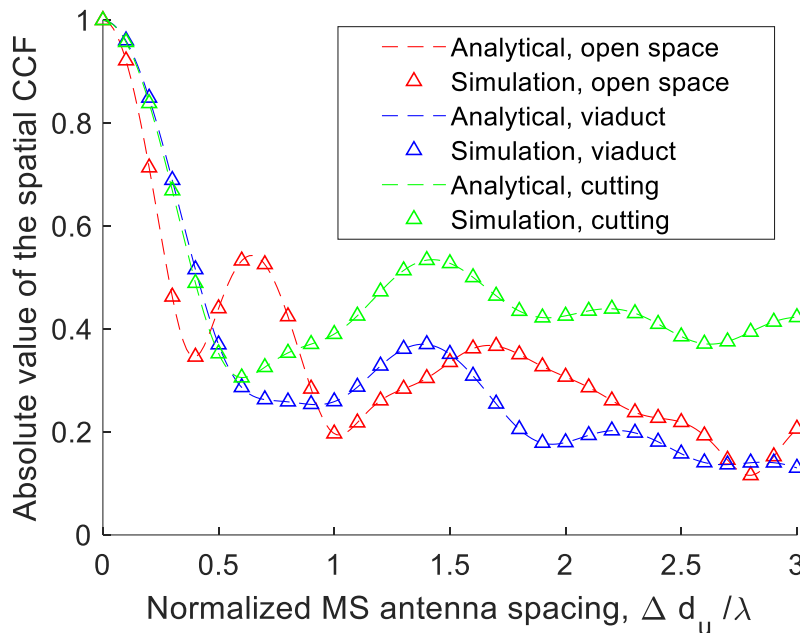 Absolute value of the spatial CCF
1
0.8
0.6
0.4
0.2
0
Analytical, open space
Simulation, open space
Analytical, viaduct
Simulation, viaduct
Analytical, cutting
Simulation, cutting
0 0.5 1 1.5 2 2.5 3
Normalized MS antenna spacing, Δ d_u /λ